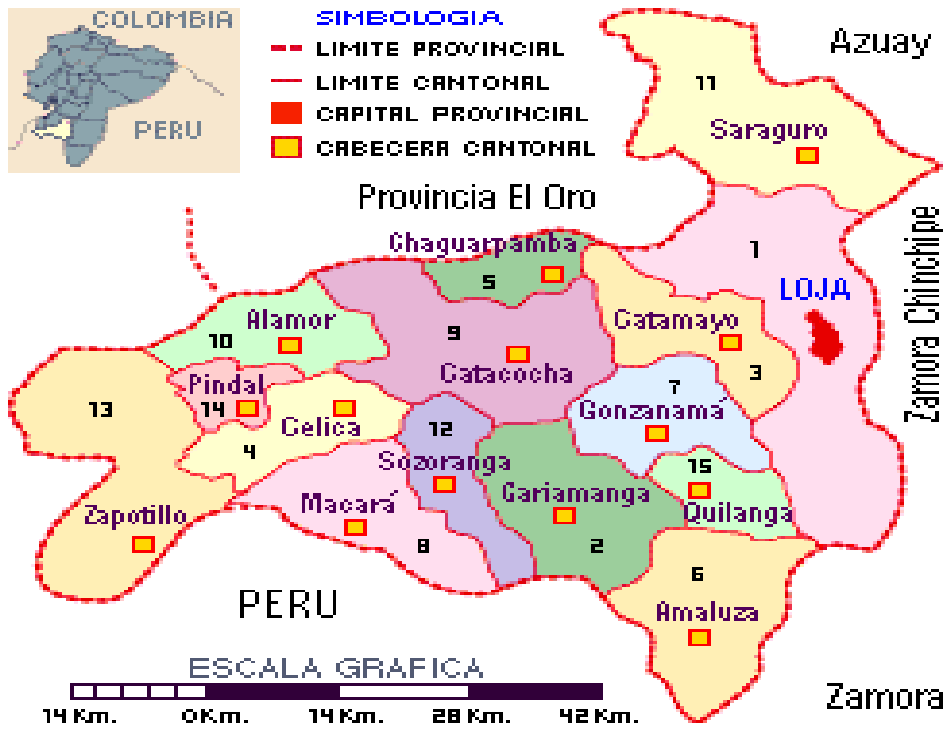 COLOMBIA
PERU
SIMBOLOGIA
LIMITE PROVINCIAL
LIMITE CANTONAL
CAPITAL PROVINCIAL
CABECERA CANTONAL
Azuay
11
Saraguro
Provincia El Oro
Zamora Chinchipe
1
LOJA
Chaguarpamba
5
Catamayo
3
10
Alamor
9
Catacocha
Pindal
14
13
7
Gonzanamá
Celica
4
12
Sozoranga
15
Quilanga
Cariamanga
2
Macará
8
Zapotillo
6
Amaluza
PERU
ESCALA GRAFICA
14 Km. 0Km. 14 Km. 28 Km. 42 Km.
Zamora